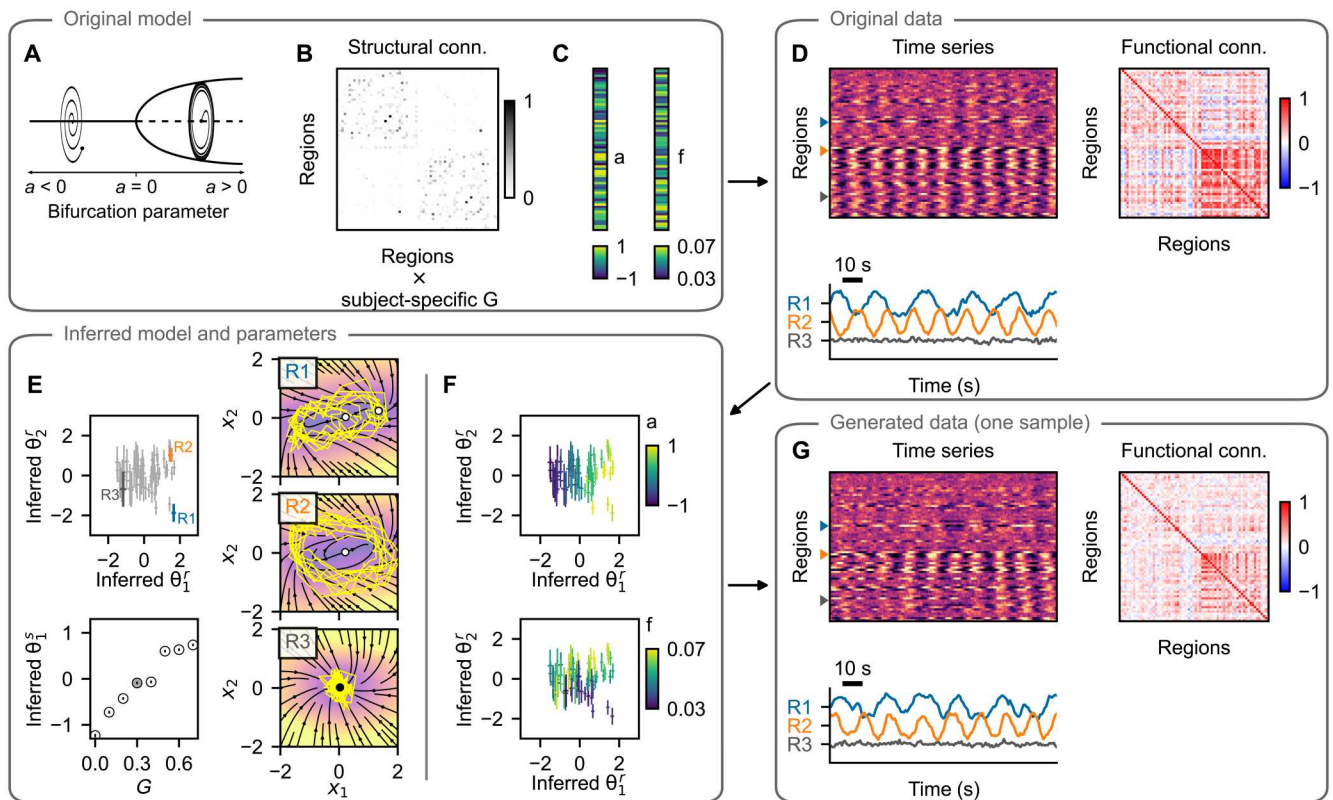 Original model
A
a < 0
a = 0
a > 0
Bifurcation parameter
B
Structural conn.
Regions
1
0
Regions
×
subject-specific G
C
a
f
1
−1
0.07
0.03
Original data
D
Time series
Functional conn.
Regions
Regions
1
0
−1
Regions
10 s
R1
R2
R3
Time (s)
Inferred model and parameters
E
Inferred θ₂ʳ
2
0
−2
R2
R3
R1
−2
0
2
Inferred θ₁ʳ
Inferred θ₁ˢ
1
0
−1
0.0
0.6
G
R1
x₂
2
0
−2
R2
x₂
2
0
−2
R3
x₂
2
0
−2
−2
0
2
x₁
F
Inferred θ₂ʳ
2
0
−2
a
1
−1
−2
0
2
Inferred θ₁ʳ
Inferred θ₂ʳ
2
0
−2
f
0.07
0.03
−2
0
2
Inferred θ₁ʳ
Generated data (one sample)
G
Time series
Functional conn.
Regions
Regions
1
0
−1
Regions
10 s
R1
R2
R3
Time (s)